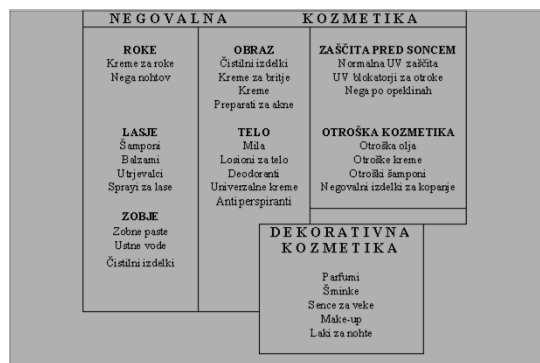 NEGOVALNA KOZMETIKA
ROKE
Kreme za roke
Nega nohtov
LASJE
Šamponi
Balzami
Utrjevalci
Sprayi za lase
ZOBJE
Zobne paste
Ustne vode
Čistilni izdelki
OBRAZ
Čistilni izdelki
Kreme za britje
Kreme
Preparati za akne
TELO
Mila
Losioni za telo
Deodoranti
Univerzalne kreme
Antiperspiranti
ZAŠČITA PRED SONCEM
Normalna UV zaščita
UV blokatorji za otroke
Nega po opeklinah
OTROŠKA KOZMETIKA
Otroška olja
Otroške kreme
Otroški šamponi
Negovalni izdelki za kopanje
DEKORATIVNA
KOZMETIKA
Parfumi
Šminke
Sence za veke
Make-up
Laki za nohte